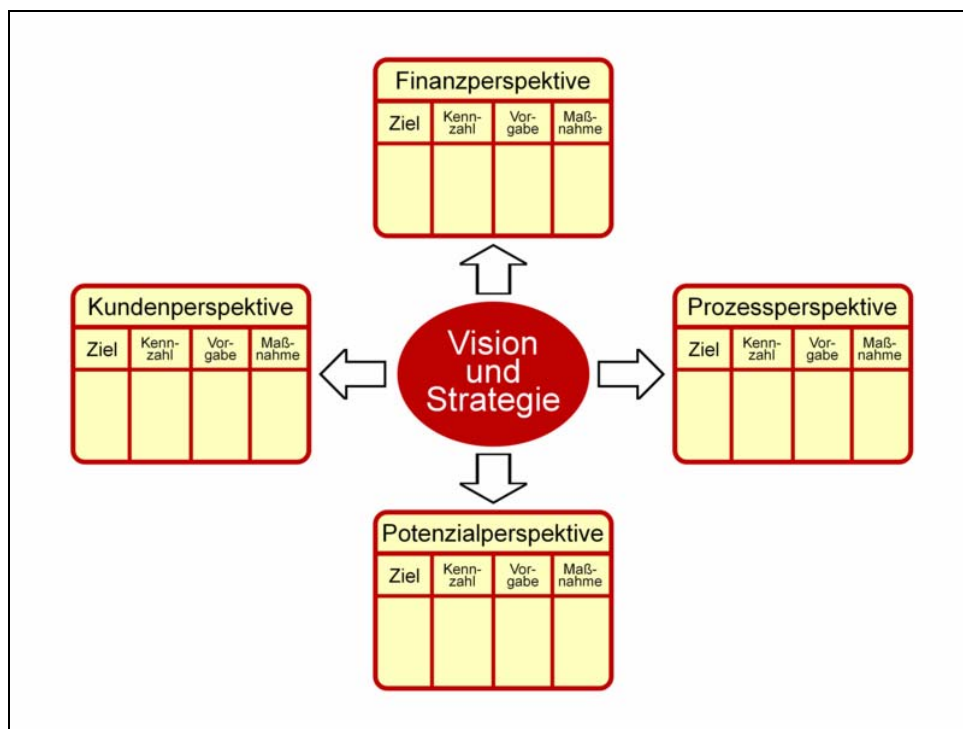 Finanzperspektive
Ziel
Kenn-
zahl
Vor-
gabe
Maß-
nahme
Kundenperspektive
Ziel
Kenn-
zahl
Vor-
gabe
Maß-
nahme
Vision
und
Strategie
Prozessperspektive
Ziel
Kenn-
zahl
Vor-
gabe
Maß-
nahme
Potenzialperspektive
Ziel
Kenn-
zahl
Vor-
gabe
Maß-
nahme